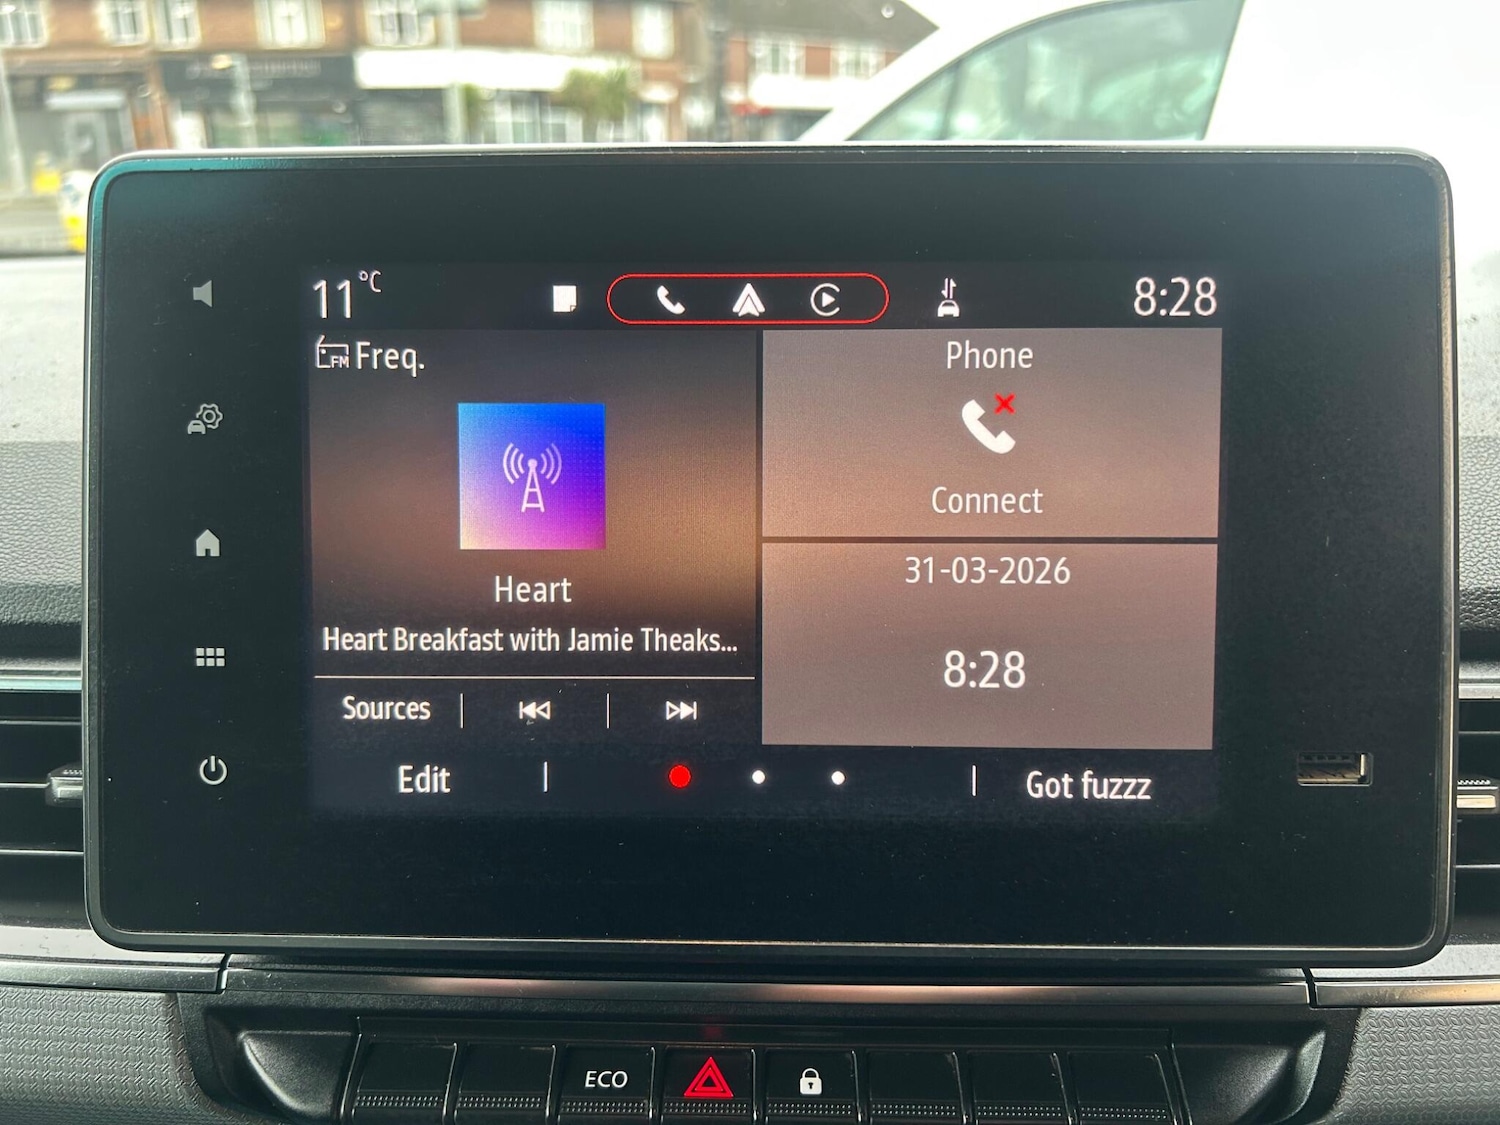 11°C
8:28
FM Freq.
Heart
Heart Breakfast with Jamie Theaks...
Sources
Phone
Connect
31-03-2026
8:28
Edit
Got fuzzz
ECO